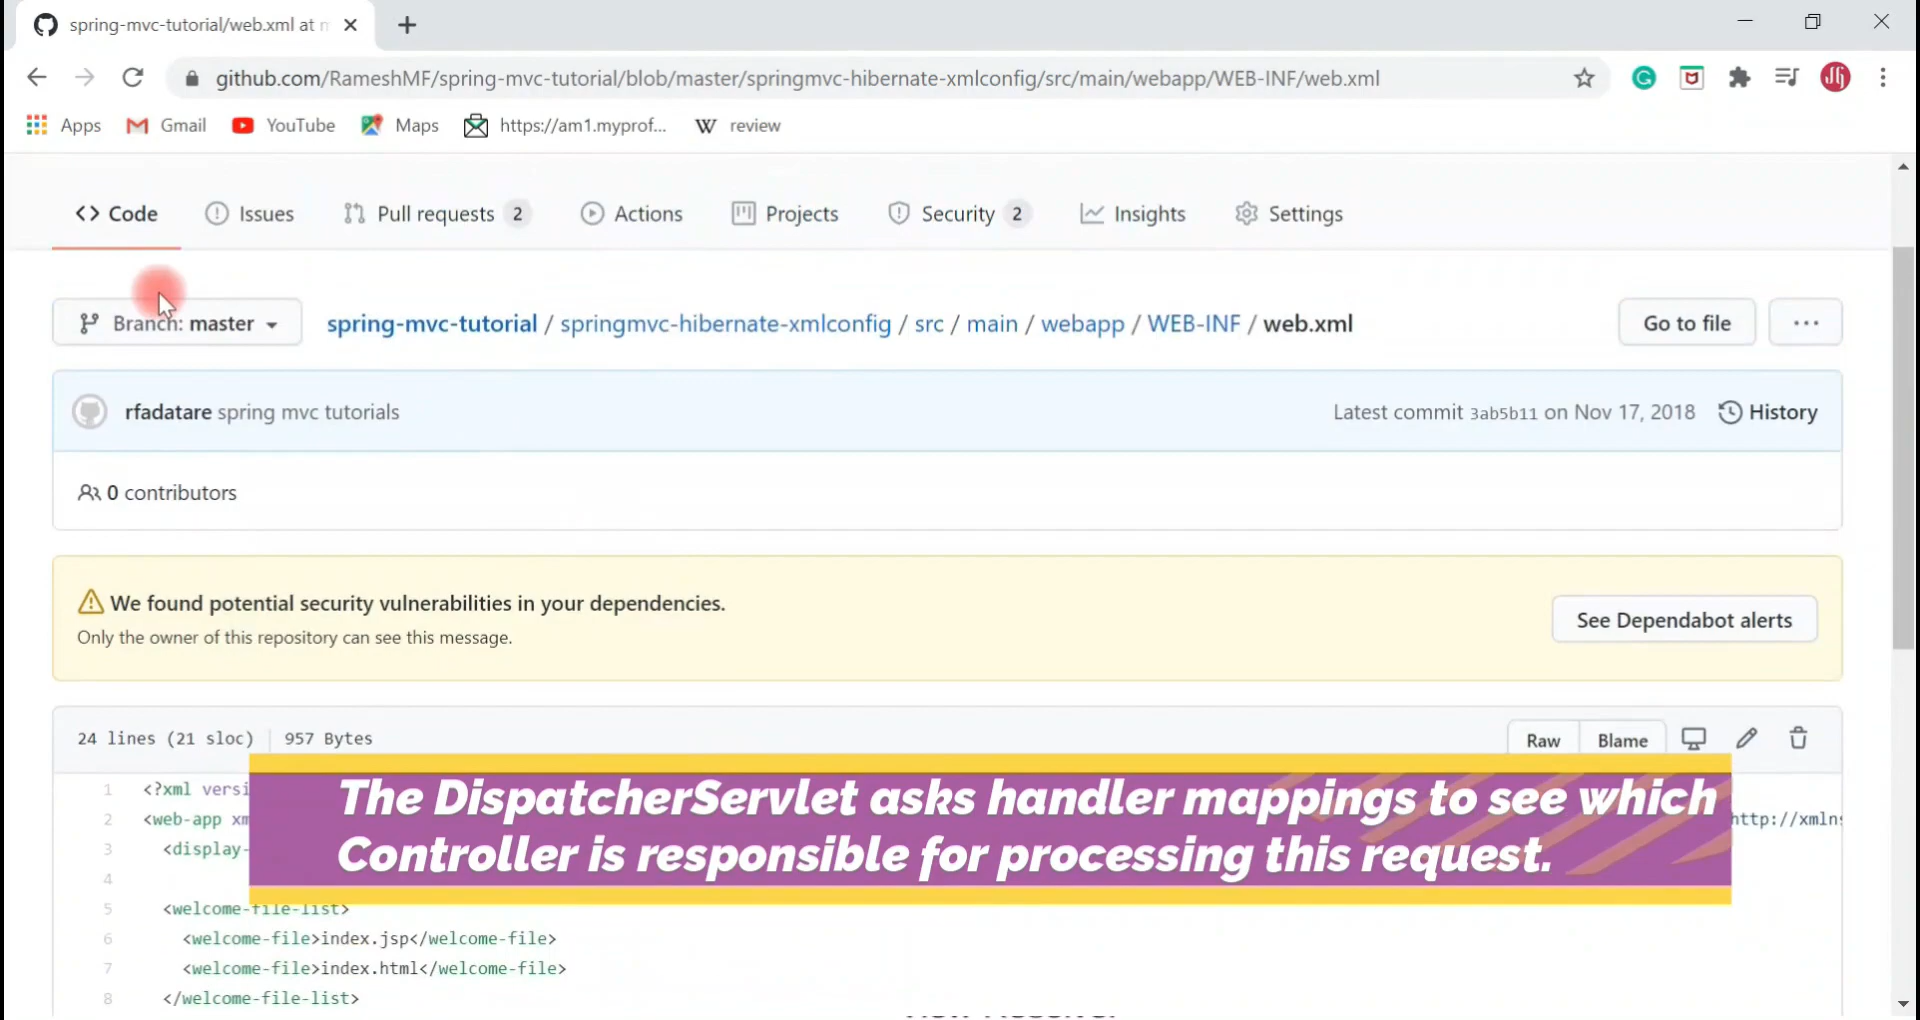 spring-mvc-tutorial/web.xml at
github.com/RameshMF/spring-mvc-tutorial/blob/master/springmvc-hibernate-xmlconfig/src/main/webapp/WEB-INF/web.xml
Apps Gmail YouTube Maps https://am1.myprof... W review
<> Code Issues Pull requests 2 Actions Projects Security 2 Insights Settings
Branch: master spring-mvc-tutorial / springmvc-hibernate-xmlconfig / src / main / webapp / WEB-INF / web.xml Go to file ...
rfadatare spring mvc tutorials Latest commit 3ab5b11 on Nov 17, 2018 History
0 contributors
We found potential security vulnerabilities in your dependencies.
Only the owner of this repository can see this message.
See Dependabot alerts
24 lines (21 sloc) 957 Bytes Raw Blame
1 <?xml versi
2 <web-app xm http://xmlns
3 <display-
4
The DispatcherServlet asks handler mappings to see which
Controller is responsible for processing this request.
5 <welcome-file-list>
6 <welcome-file>index.jsp</welcome-file>
7 <welcome-file>index.html</welcome-file>
8 </welcome-file-list>